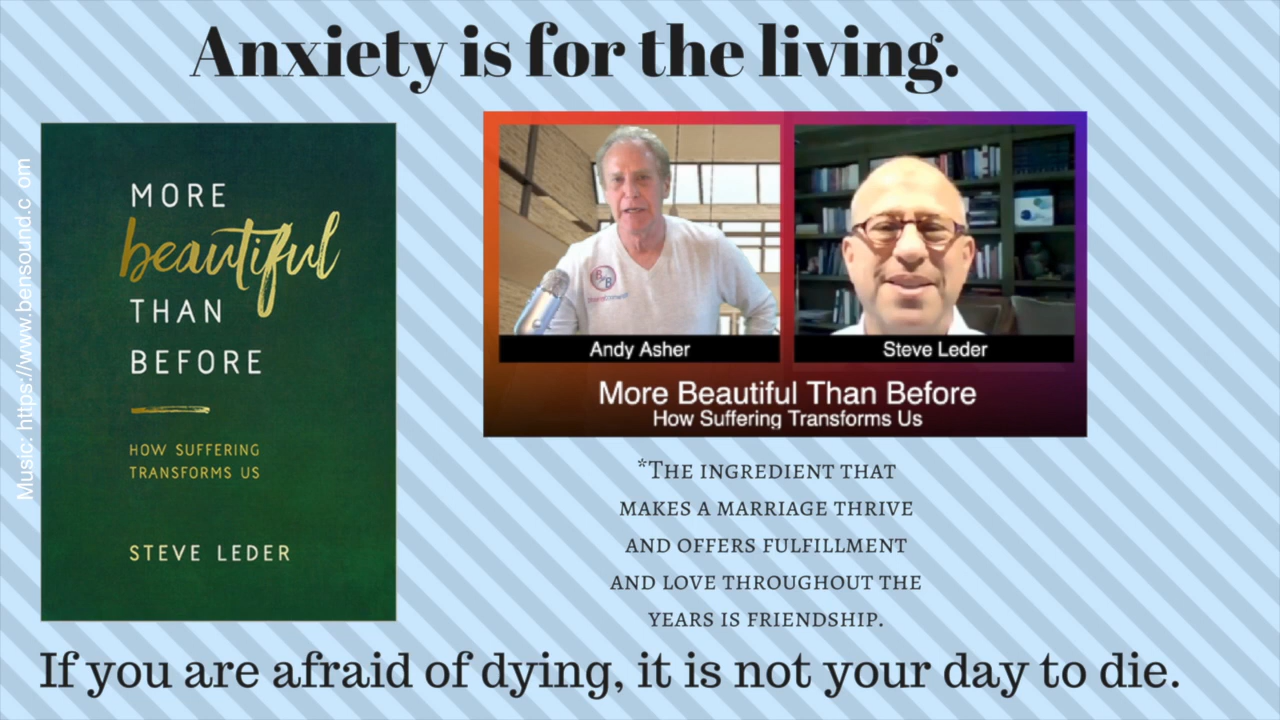 Anxiety is for the living.
Music: https://www.bensound.c om
MORE
beautiful
THAN
BEFORE
HOW SUFFERING
TRANSFORMS US
STEVE LEDER
B B
Andy Asher
Steve Leder
More Beautiful Than Before
How Suffering Transforms Us
*The ingredient that
makes a marriage thrive
and offers fulfillment
and love throughout the
years is friendship.
If you are afraid of dying, it is not your day to die.